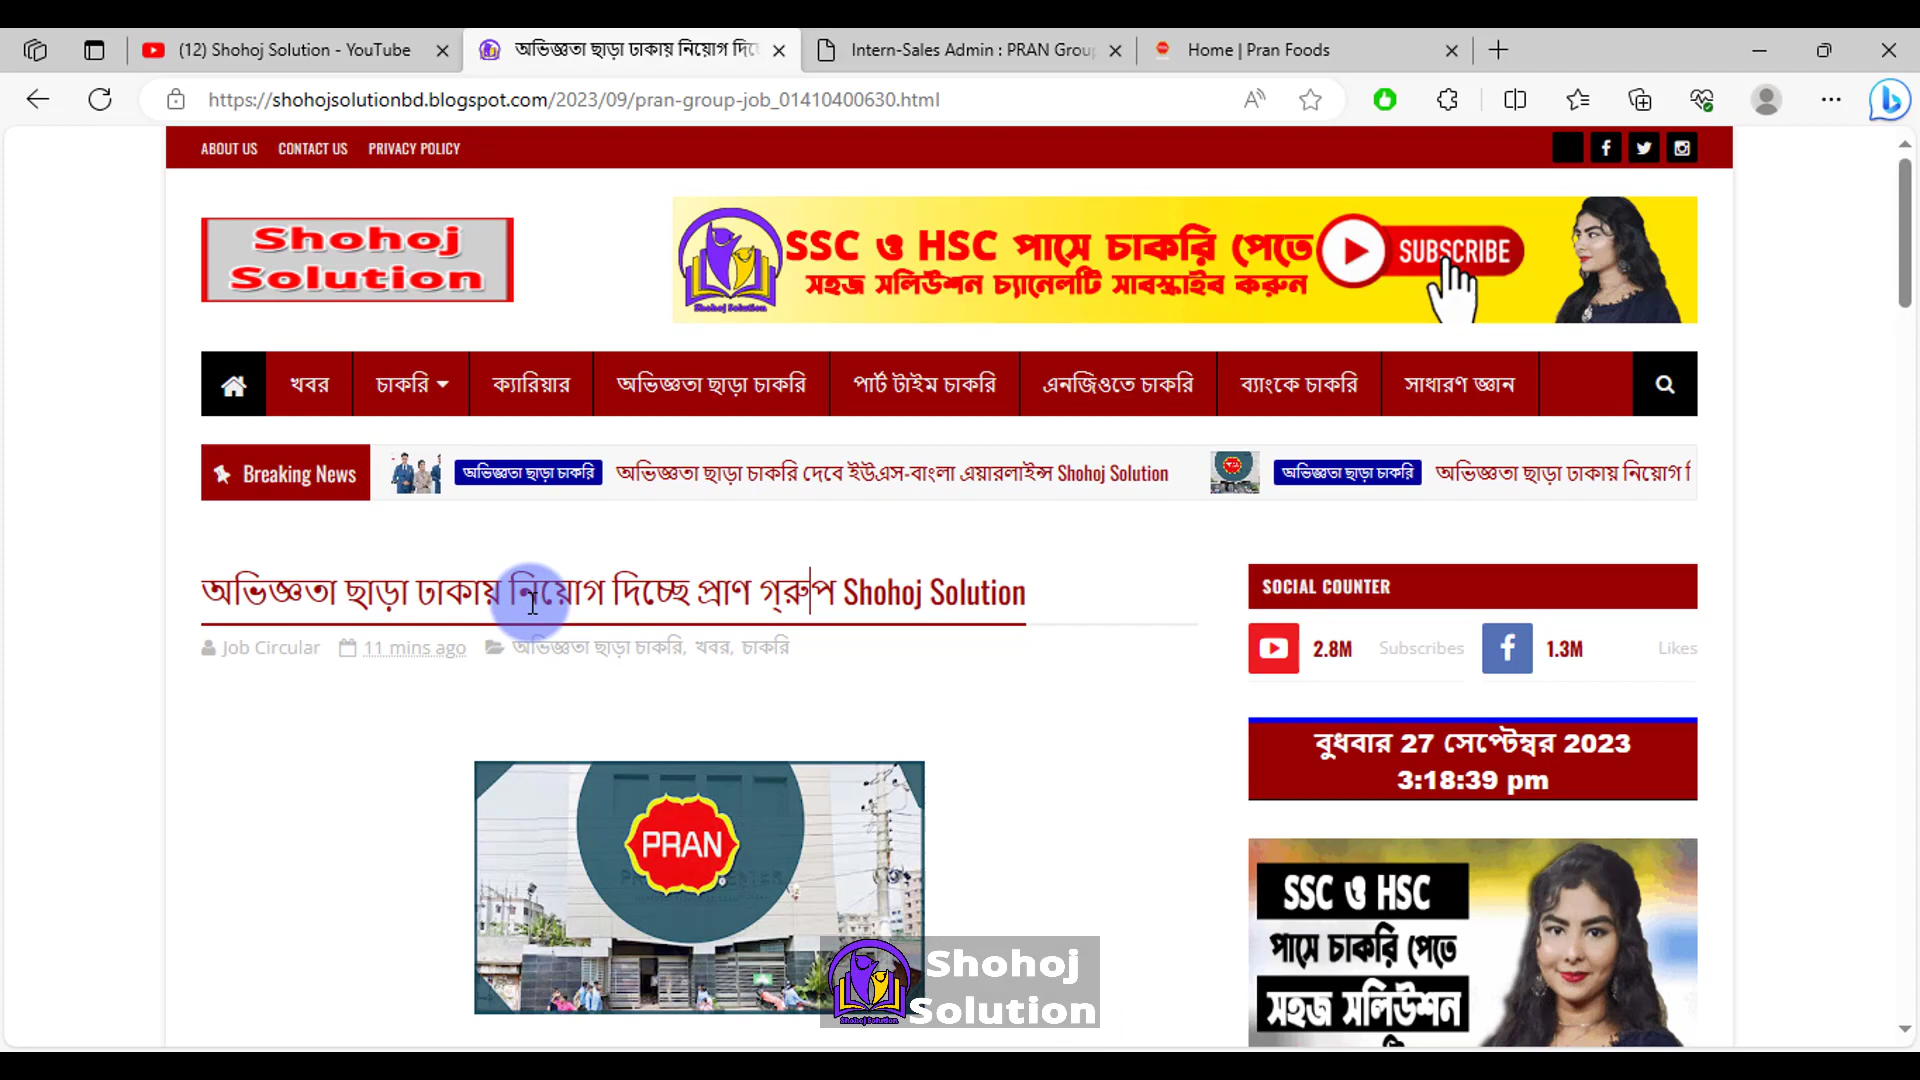 (12) Shohoj Solution - YouTube
অভিজ্ঞতা ছাড়া ঢাকায় নিয়োগ দিচ্ছে
Intern-Sales Admin : PRAN Group
Home | Pran Foods
https://shohojsolutionbd.blogspot.com/2023/09/pran-group-job_01410400630.html
ABOUT US CONTACT US PRIVACY POLICY
Shohoj
Solution
SSC ও HSC পাসে চাকরি পেতে
সহজ সলিউশন চ্যানেলটি সাবস্ক্রাইব করুন
SUBSCRIBE
Shohoj Solution
খবর চাকরি ক্যারিয়ার অভিজ্ঞতা ছাড়া চাকরি পার্ট টাইম চাকরি এনজিওতে চাকরি ব্যাংকে চাকরি সাধারণ জ্ঞান
Breaking News অভিজ্ঞতা ছাড়া চাকরি অভিজ্ঞতা ছাড়া চাকরি দেবে ইউএস-বাংলা এয়ারলাইন্স Shohoj Solution অভিজ্ঞতা ছাড়া চাকরি অভিজ্ঞতা ছাড়া ঢাকায় নিয়োগ
অভিজ্ঞতা ছাড়া ঢাকায় নিয়োগ দিচ্ছে প্রাণ গ্রুপ Shohoj Solution
Job Circular 11 mins ago অভিজ্ঞতা ছাড়া চাকরি, খবর, চাকরি
PRAN
SOCIAL COUNTER
2.8M Subscribes 1.3M Likes
বুধবার 27 সেপ্টেম্বর 2023
3:18:39 pm
SSC ও HSC
পাসে চাকরি পেতে
সহজ সলিউশন
Shohoj
Solution